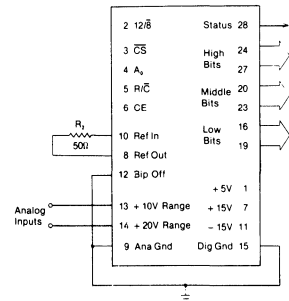 2 12/8̅
Status 28
3 C̅S̅
High
Bits
24
27
4 A₀
5 R/C̅
Middle
Bits
20
23
6 CE
R₁
50Ω
10 Ref In
Low
Bits
16
19
8 Ref Out
12 Bip Off
+5V 1
Analog
Inputs
13 +10V Range
+15V 7
14 +20V Range
-15V 11
9 Ana Gnd
Dig Gnd 15